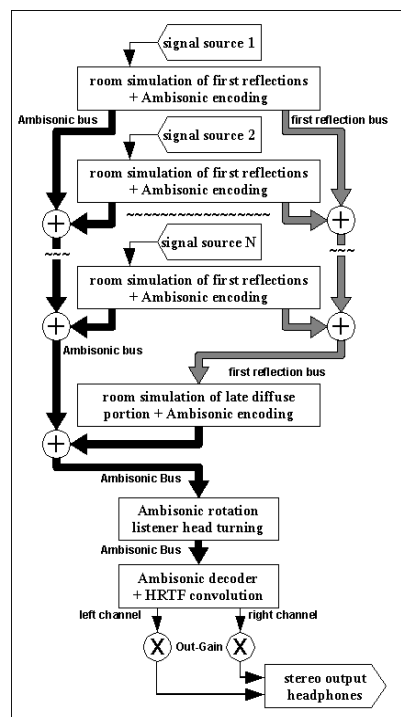 signal source 1
room simulation of first reflections
+ Ambisonic encoding
Ambisonic bus
first reflection bus
signal source 2
room simulation of first reflections
+ Ambisonic encoding
+
~~~~~~~~~~~~~~~~~
+
signal source N
~~~
~~~
room simulation of first reflections
+ Ambisonic encoding
+
+
Ambisonic bus
first reflection bus
room simulation of late diffuse
portion + Ambisonic encoding
+
Ambisonic Bus
Ambisonic rotation
listener head turning
Ambisonic Bus
Ambisonic decoder
+ HRTF convolution
left channel
right channel
X
Out-Gain
X
stereo output
headphones